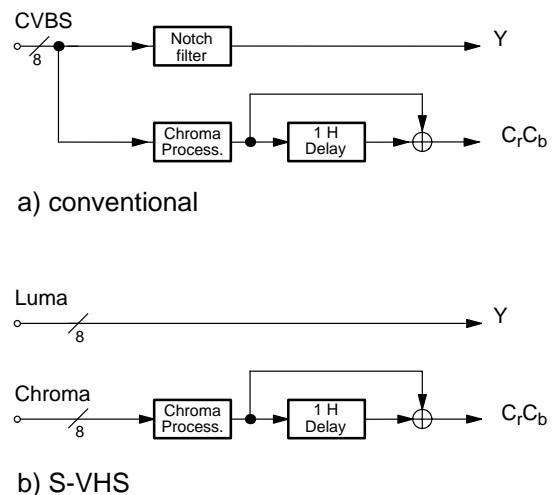 CVBS
8
Notch
filter
Y
Chroma
Process.
1 H
Delay
CrCb
a) conventional
Luma
8
Y
Chroma
8
Chroma
Process.
1 H
Delay
CrCb
b) S-VHS